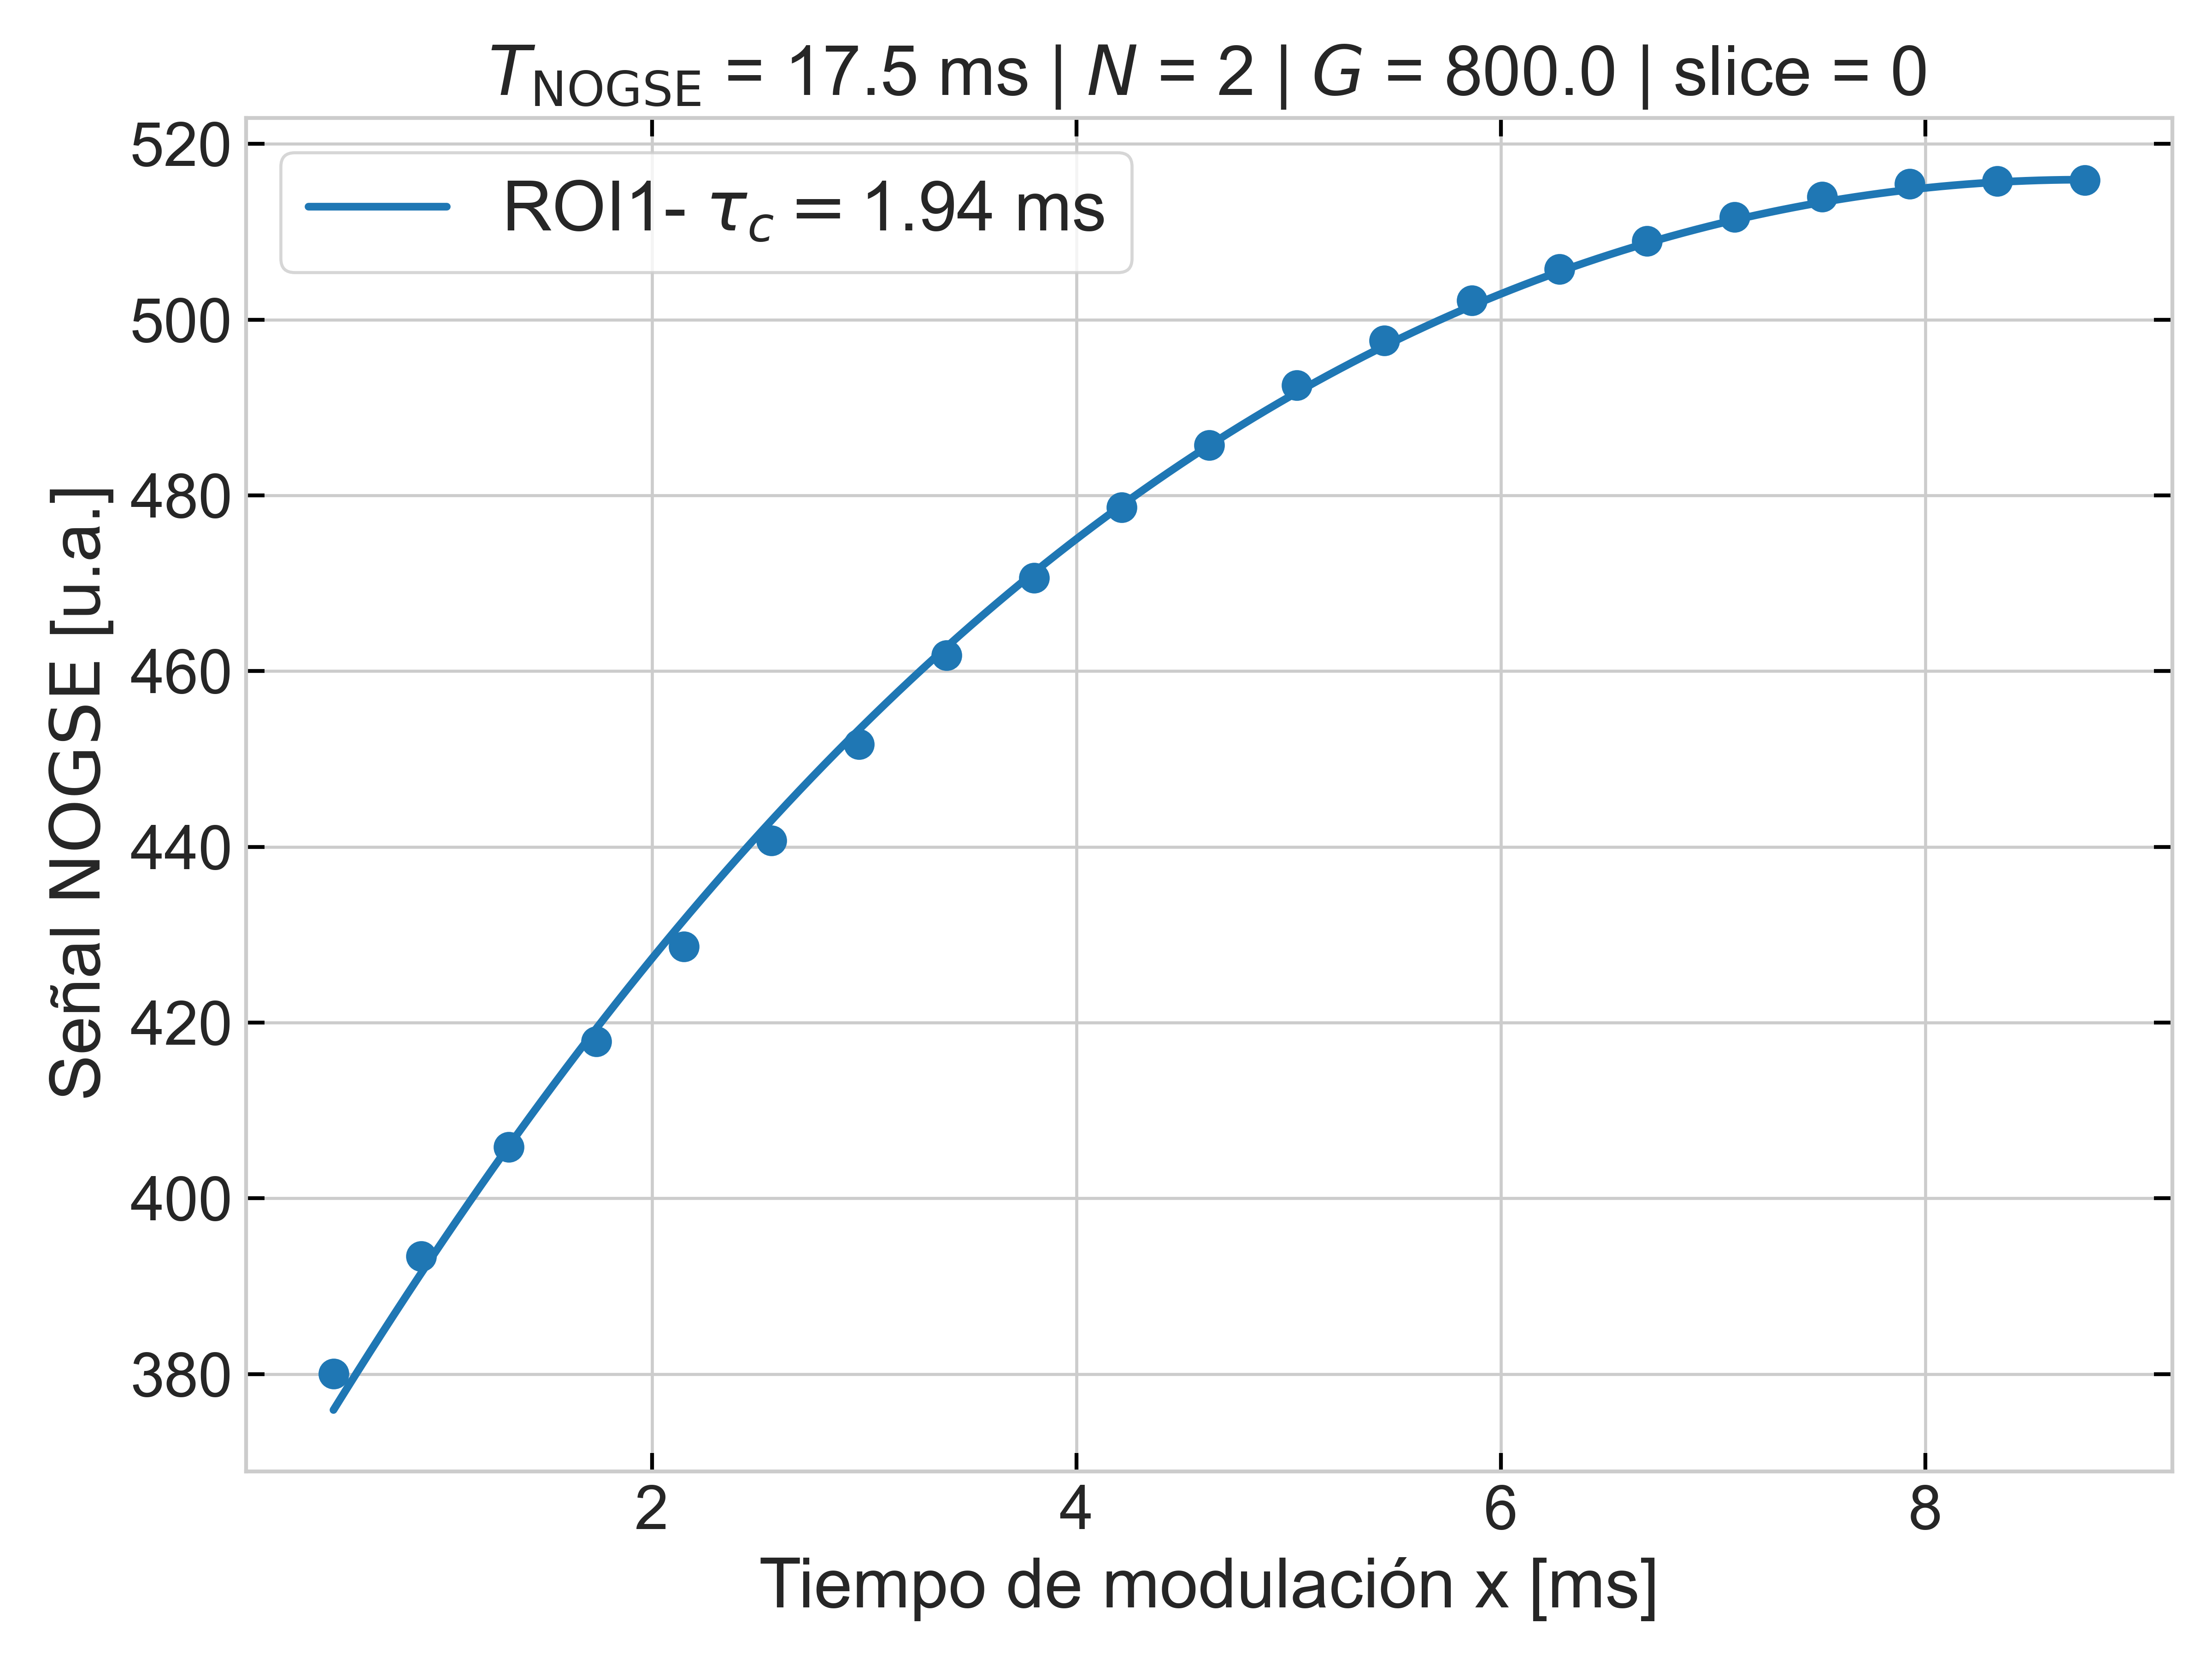 T_NOGSE = 17.5 ms | N = 2 | G = 800.0 | slice = 0
520
500
480
460
440
420
400
380
ROI1- τ_c = 1.94 ms
Señal NOGSE [u.a.]
2 4 6 8
Tiempo de modulación x [ms]